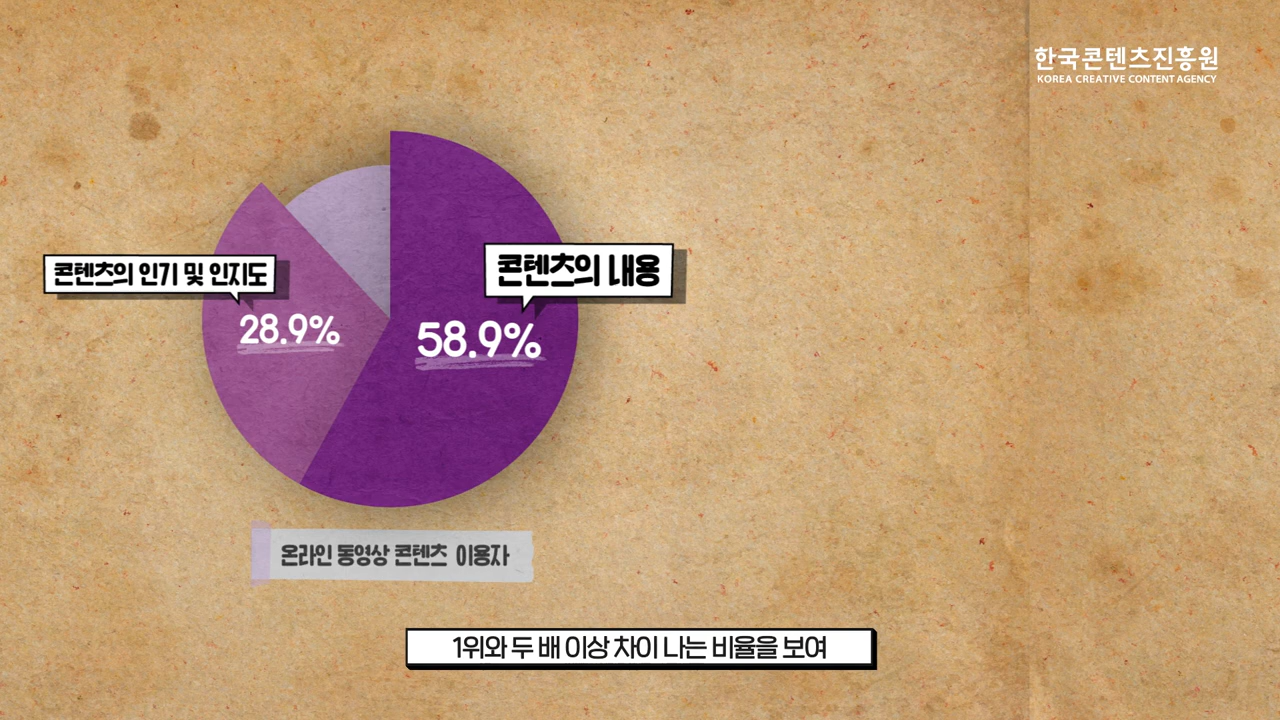 한국콘텐츠진흥원
KOREA CREATIVE CONTENT AGENCY
콘텐츠의 인기 및 인지도
28.9%
콘텐츠의 내용
58.9%
온라인 동영상 콘텐츠 이용자
1위와 두 배 이상 차이 나는 비율을 보여